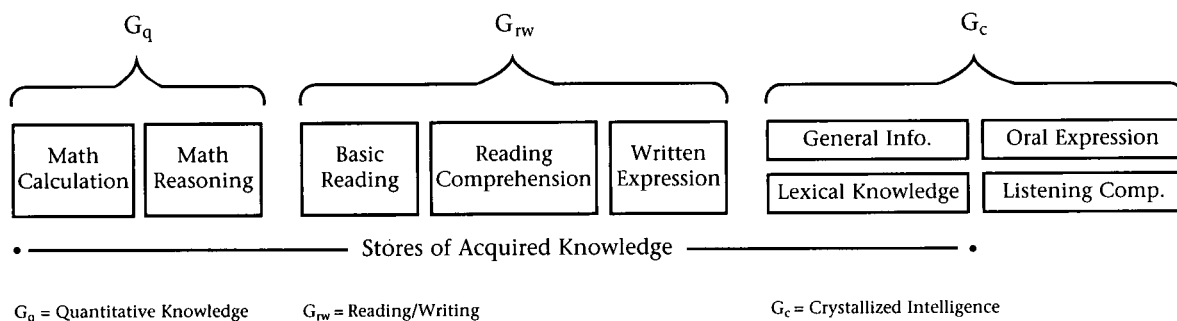 Gq Grw Gc
Math Calculation
Math Reasoning
Basic Reading
Reading Comprehension
Written Expression
General Info.
Oral Expression
Lexical Knowledge
Listening Comp.
Stores of Acquired Knowledge
Gq = Quantitative Knowledge Grw = Reading/Writing Gc = Crystallized Intelligence